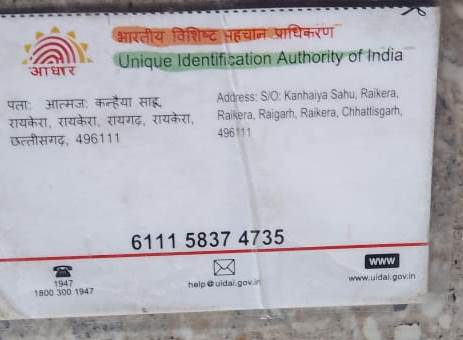 भारतीय विशिष्ट पहचान प्राधिकरण
Unique Identification Authority of India
आधार
पता: आत्मज: कन्हैया साहू,
रायकेरा, रायकेरा, रायगढ़, रायकेरा,
छत्तीसगढ़, 496111
Address: S/O: Kanhaiya Sahu, Raikera,
Raikera, Raigarh, Raikera, Chhattisgarh,
496111
6111 5837 4735
1947
1800 300 1947
help@uidai.gov.in
www
www.uidai.gov.in